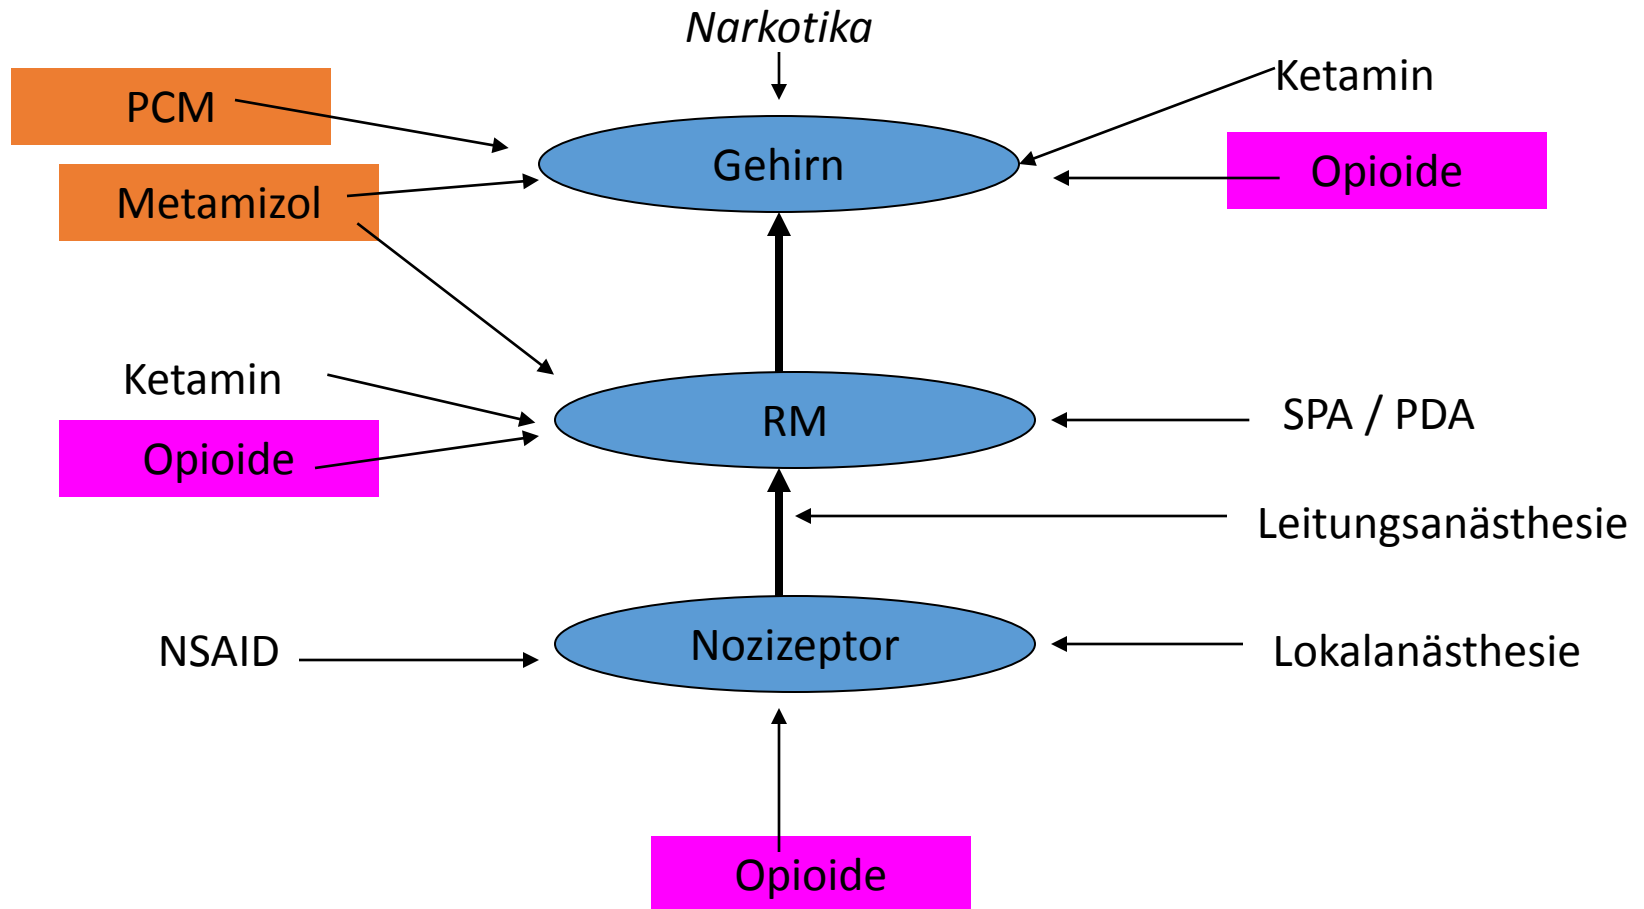 Narkotika
Ketamin
PCM
Gehirn
Opioide
Metamizol
Ketamin
RM
SPA / PDA
Opioide
Leitungsanästhesie
NSAID
Nozizeptor
Lokalanästhesie
Opioide